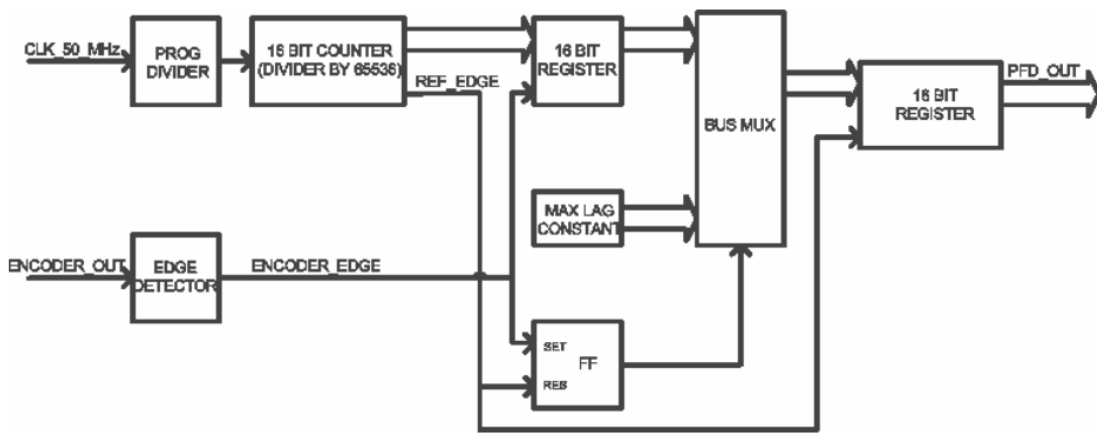 CLK_50_MHz
PROG
DIVIDER
16 BIT COUNTER
(DIVIDER BY 65536)
REF_EDGE
16 BIT
REGISTER
BUS MUX
PFD_OUT
16 BIT
REGISTER
MAX LAG
CONSTANT
ENCODER_OUT
EDGE
DETECTOR
ENCODER_EDGE
SET
FF
RES